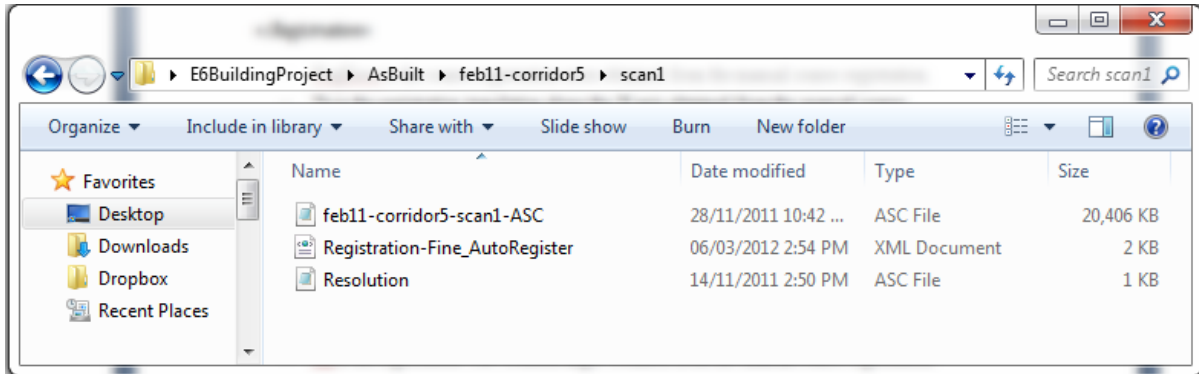 E6BuildingProject AsBuilt feb11-corridor5 scan1 Search scan1
Organize Include in library Share with Slide show Burn New folder
Name Date modified Type Size
Favorites
Desktop feb11-corridor5-scan1-ASC 28/11/2011 10:42 ... ASC File 20,406 KB
Downloads Registration-Fine_AutoRegister 06/03/2012 2:54 PM XML Document 2 KB
Dropbox Resolution 14/11/2011 2:50 PM ASC File 1 KB
Recent Places